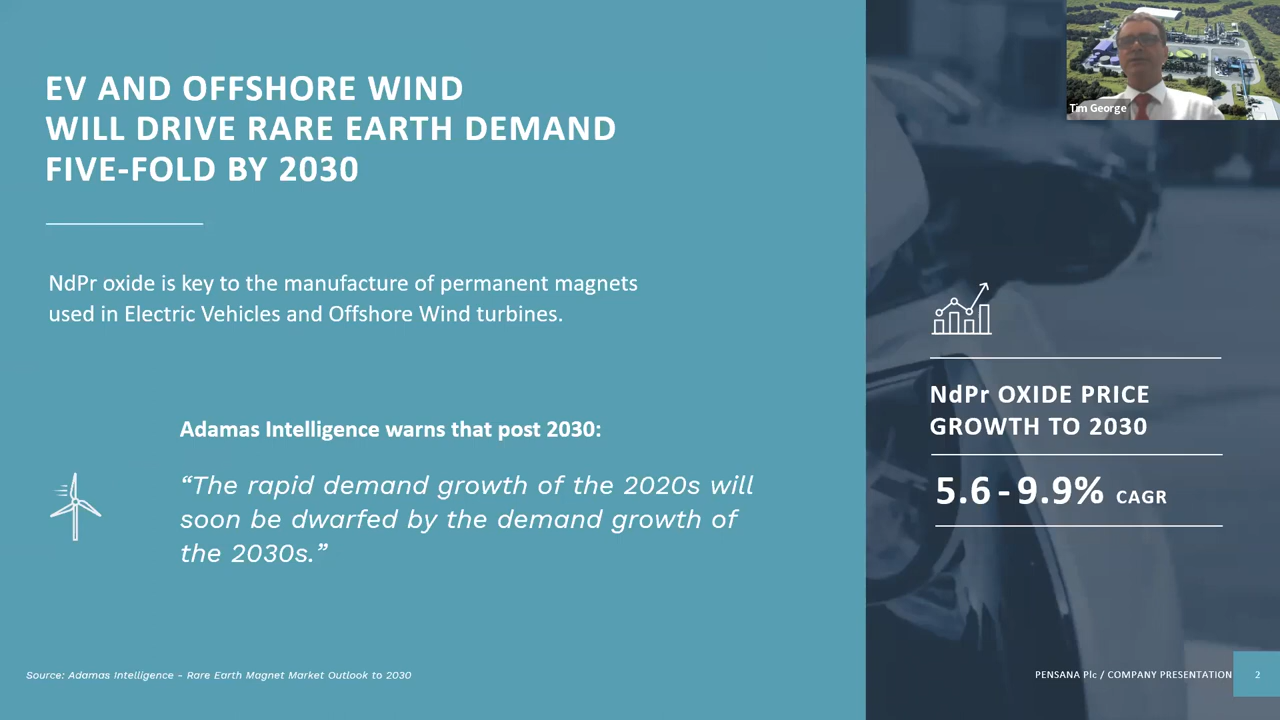 EV AND OFFSHORE WIND
WILL DRIVE RARE EARTH DEMAND
FIVE-FOLD BY 2030
NdPr oxide is key to the manufacture of permanent magnets
used in Electric Vehicles and Offshore Wind turbines.
Adamas Intelligence warns that post 2030:
“The rapid demand growth of the 2020s will
soon be dwarfed by the demand growth of
the 2030s.”
Source: Adamas Intelligence - Rare Earth Magnet Market Outlook to 2030
Tim George
NdPr OXIDE PRICE
GROWTH TO 2030
5.6 - 9.9% CAGR
PENSANA Plc / COMPANY PRESENTATION 2